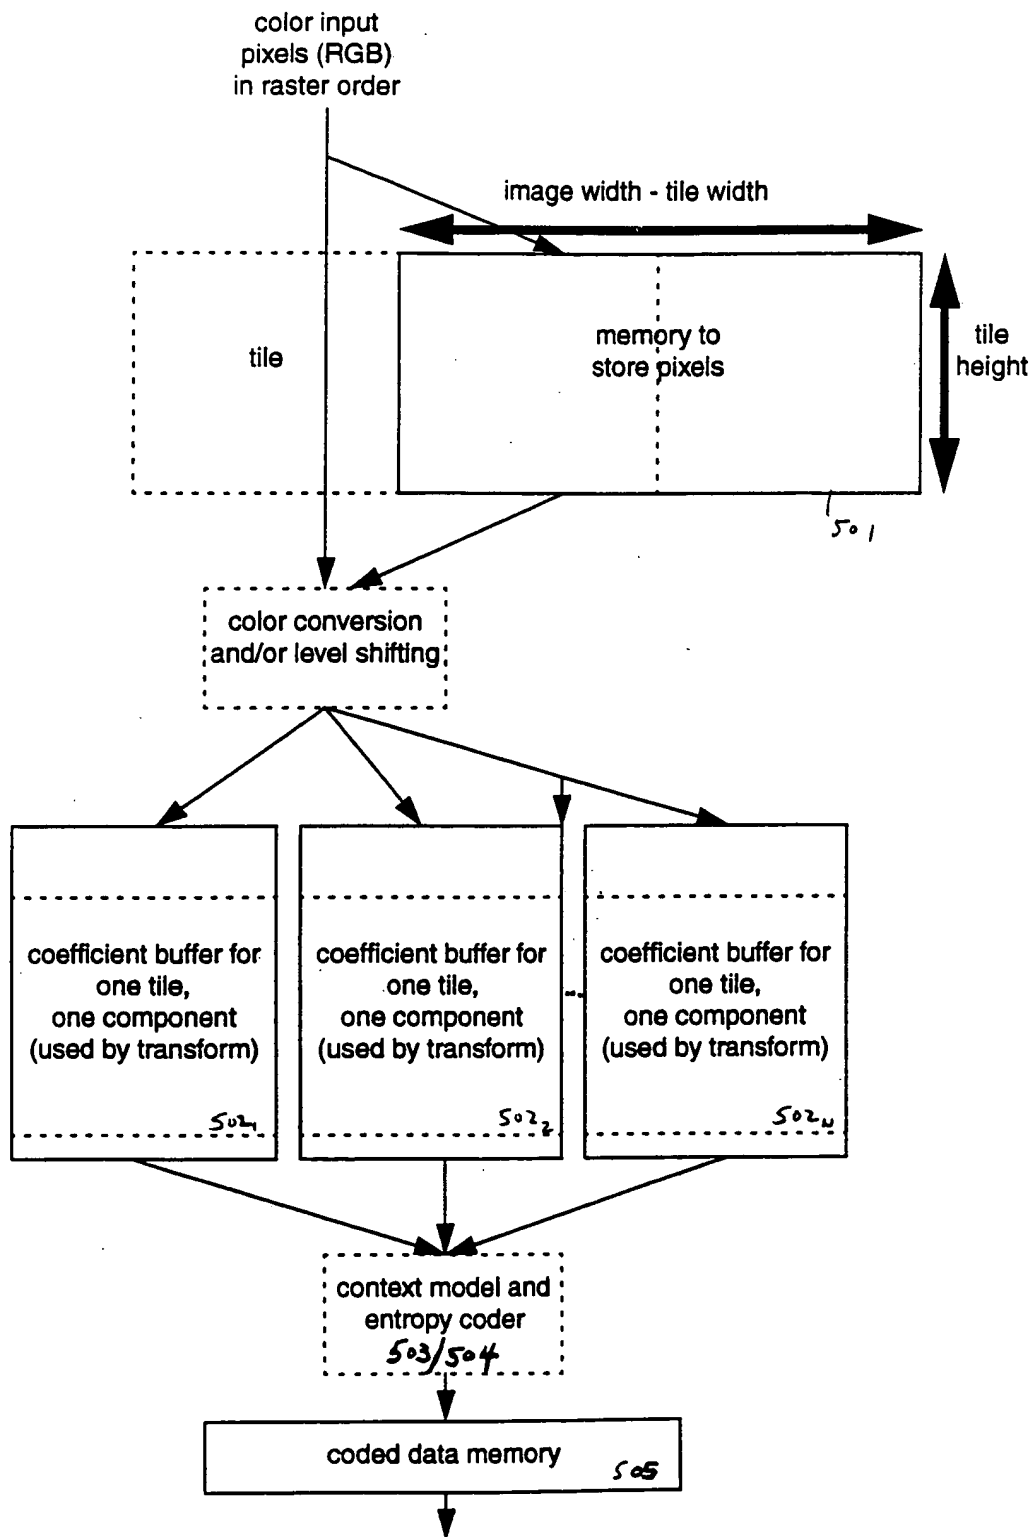 color input
pixels (RGB)
in raster order
image width - tile width
tile
memory to
store pixels
tile
height
501
color conversion
and/or level shifting
coefficient buffer for
one tile,
one component
(used by transform)
502₁
coefficient buffer for
one tile,
one component
(used by transform)
502₂
...
coefficient buffer for
one tile,
one component
(used by transform)
502N
context model and
entropy coder
503/504
coded data memory
505